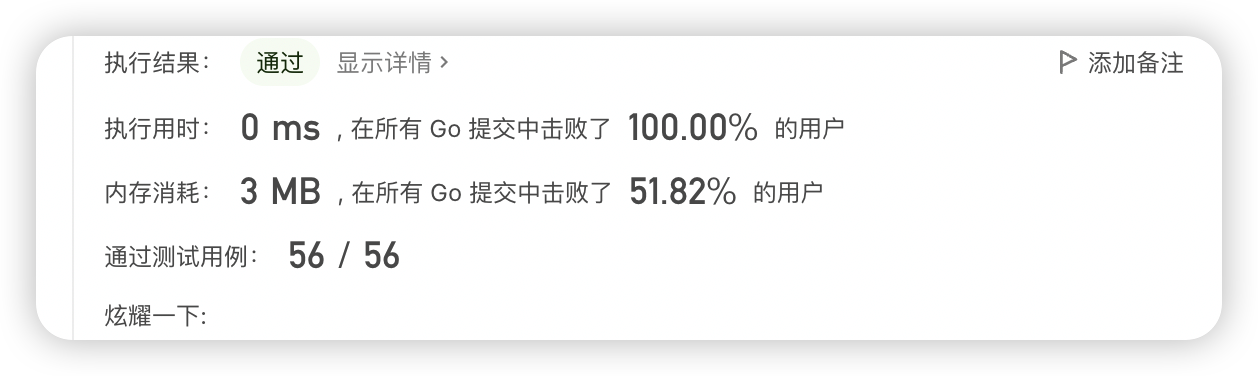 执行结果: 通过 显示详情 > 添加备注
执行用时: 0 ms , 在所有 Go 提交中击败了 100.00% 的用户
内存消耗: 3 MB , 在所有 Go 提交中击败了 51.82% 的用户
通过测试用例: 56 / 56
炫耀一下: